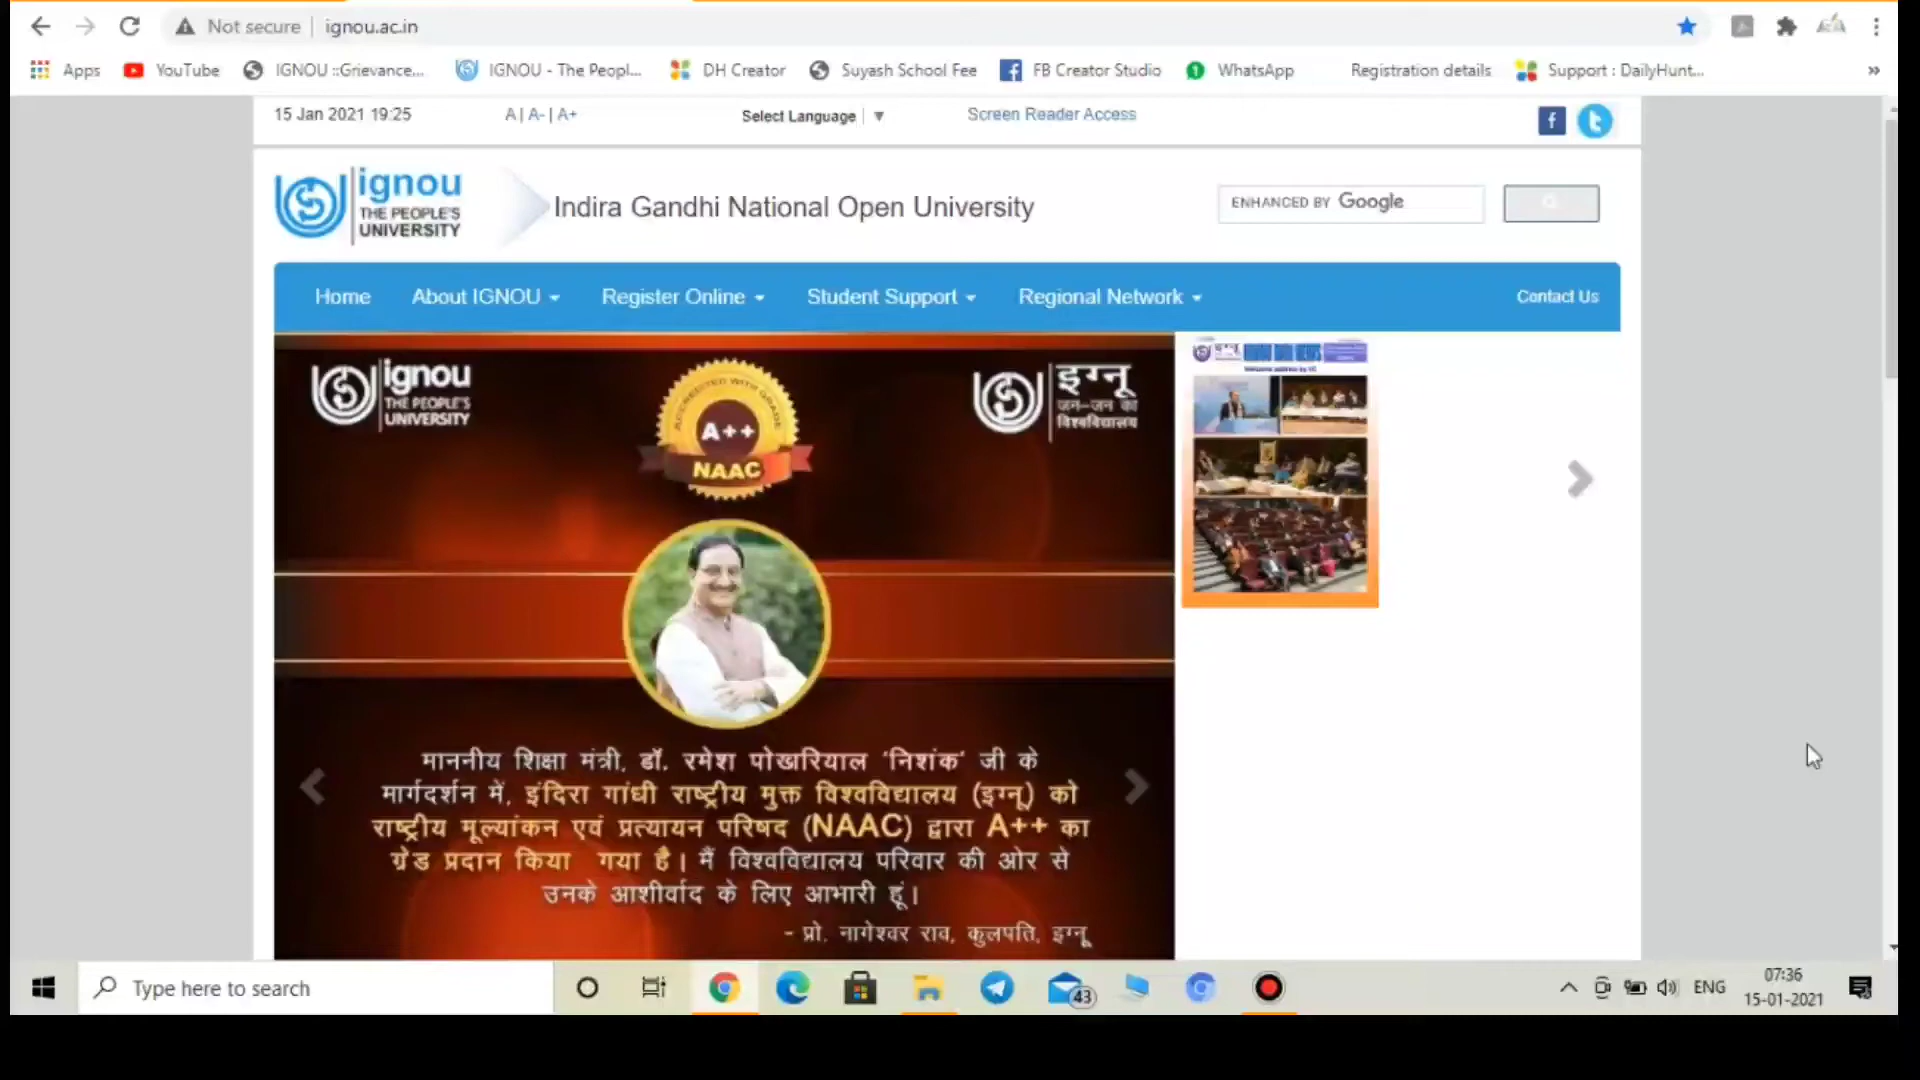 Not secure | ignou.ac.in
Apps YouTube IGNOU ::Grievance... IGNOU - The Peopl... DH Creator Suyash School Fee FB Creator Studio WhatsApp Registration details Support : DailyHunt... »
15 Jan 2021 19:25 A | A- | A+ Select Language ▼ Screen Reader Access
ignou
THE PEOPLE'S
UNIVERSITY
Indira Gandhi National Open University
ENHANCED BY Google
Home About IGNOU Register Online Student Support Regional Network Contact Us
ignou
THE PEOPLE'S
UNIVERSITY
ACCREDITED WITH GRADE
A++
NAAC
इग्नू
जन-जन का
विश्वविद्यालय
माननीय शिक्षा मंत्री, डॉ. रमेश पोखरियाल 'निशंक' जी के
मार्गदर्शन में, इंदिरा गांधी राष्ट्रीय मुक्त विश्वविद्यालय (इग्नू) को
राष्ट्रीय मूल्यांकन एवं प्रत्यायन परिषद (NAAC) द्वारा A++ का
ग्रेड प्रदान किया गया है। मैं विश्वविद्यालय परिवार की ओर से
उनके आशीर्वाद के लिए आभारी हूं।
- प्रो. नागेश्वर राव, कुलपति, इग्नू
Type here to search
43
ENG
07:36
15-01-2021